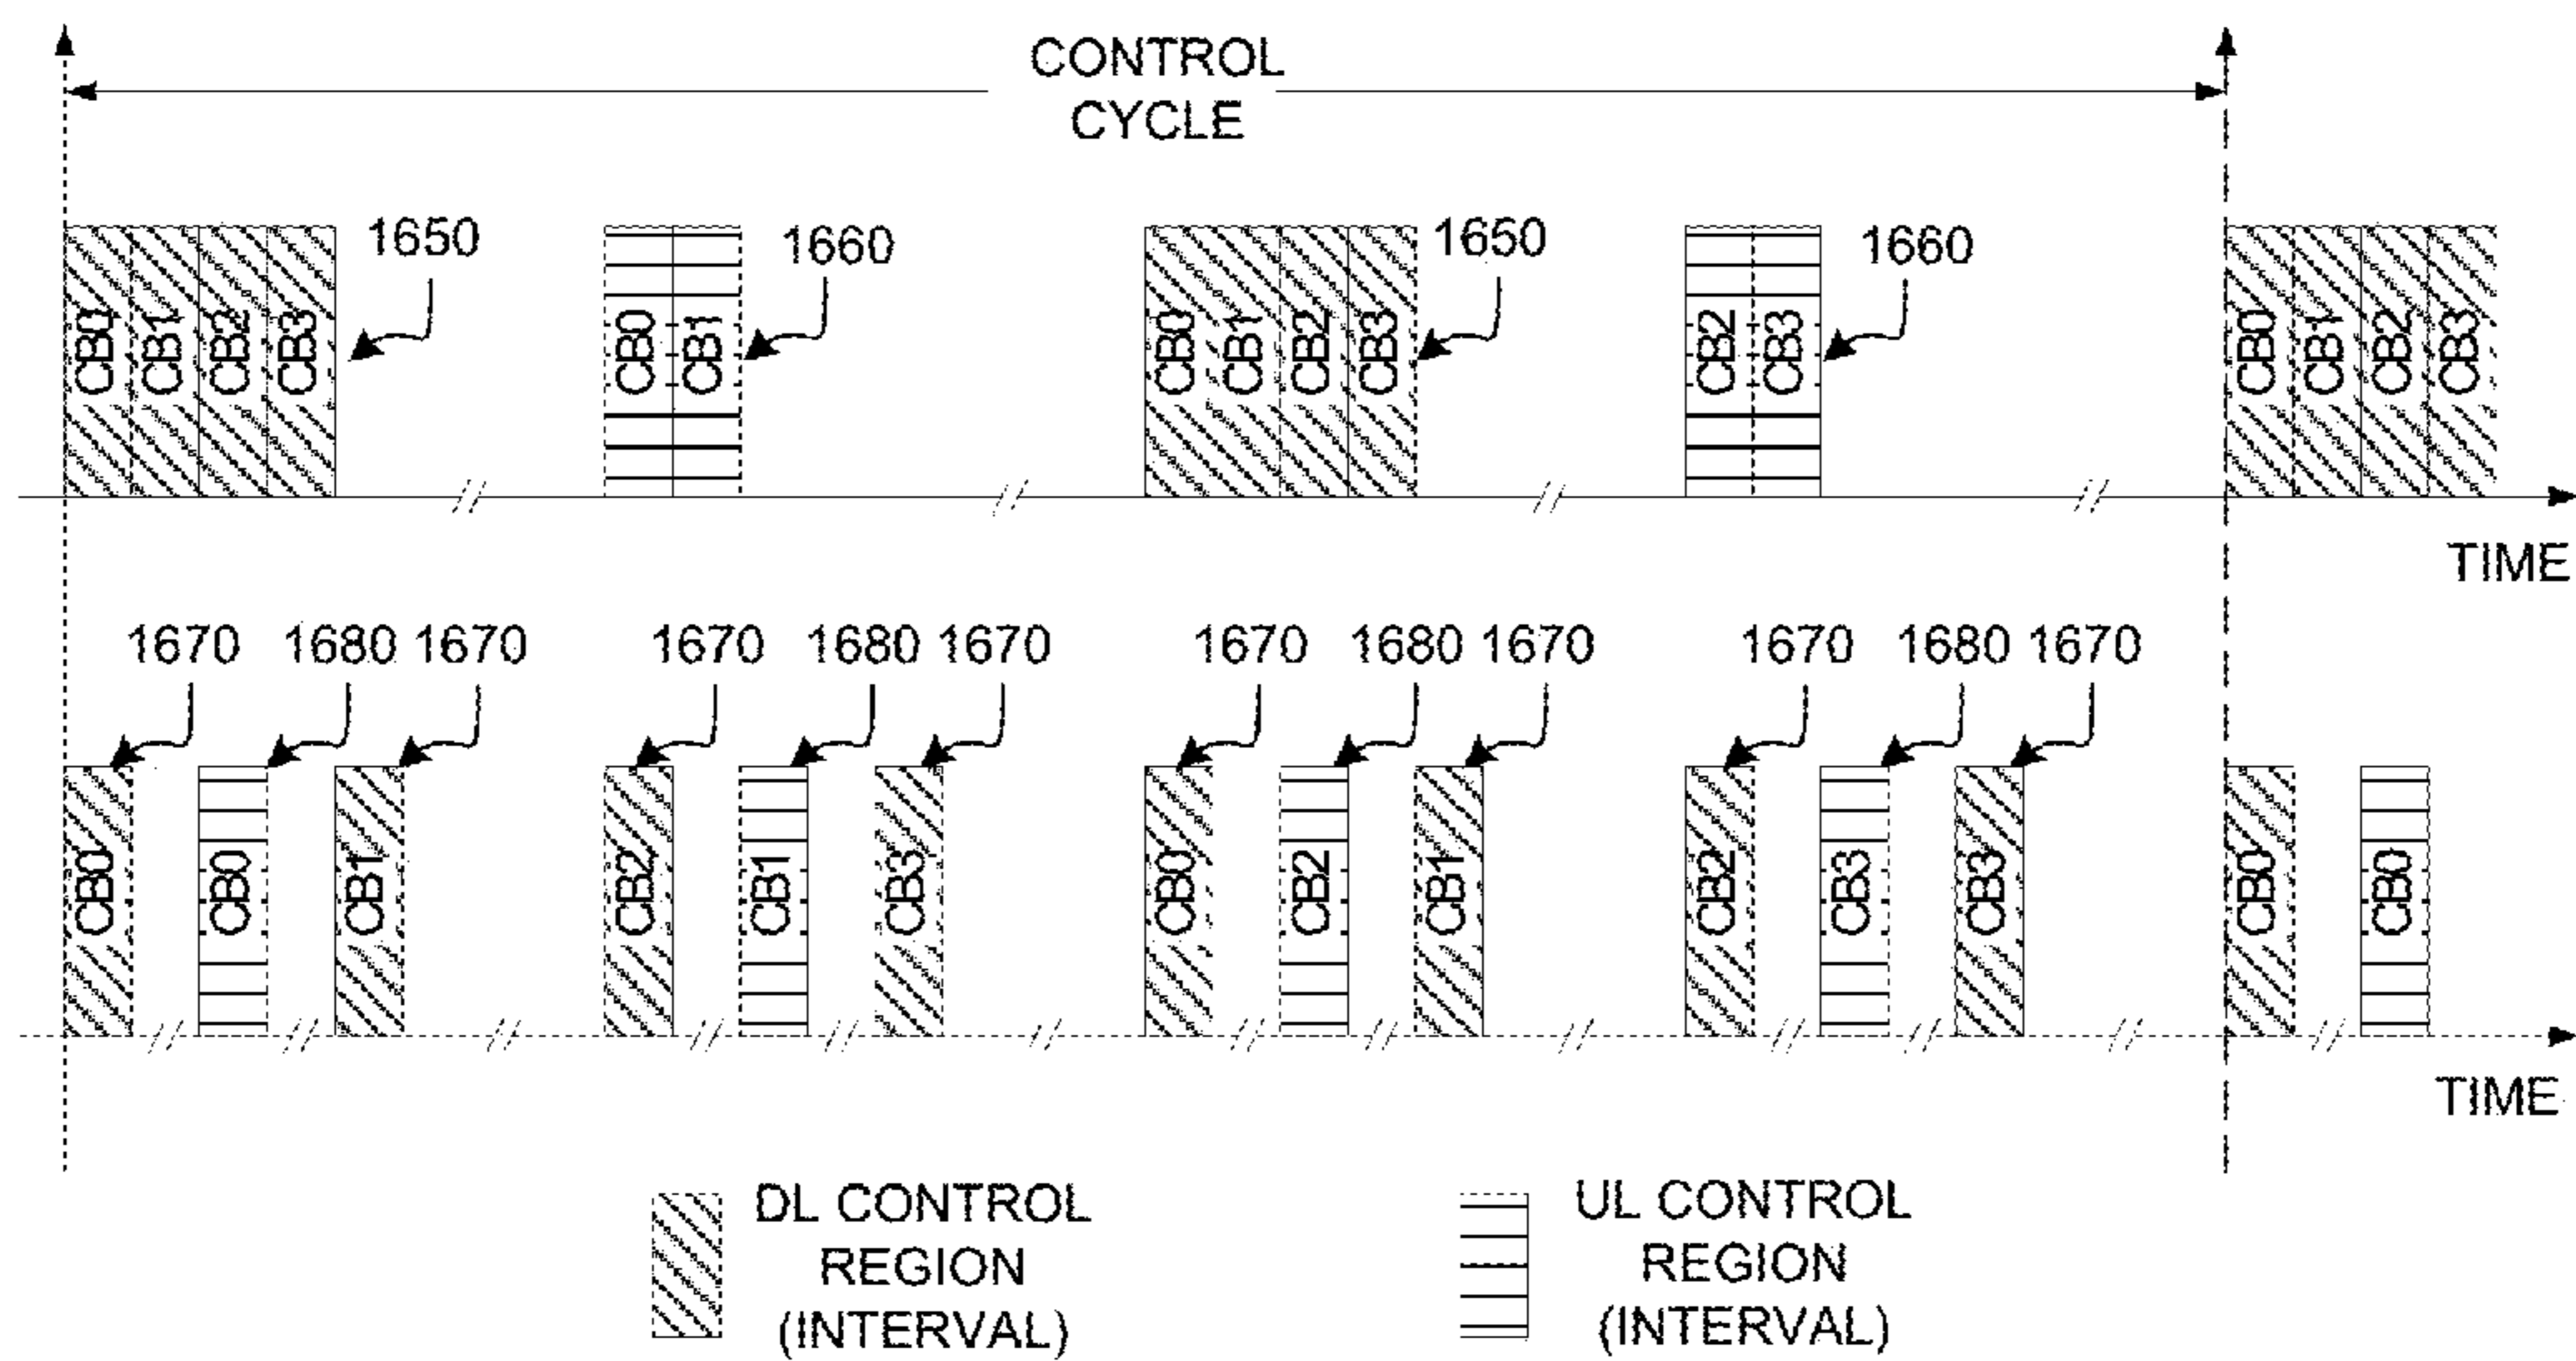 CONTROL
CYCLE
1650 1660 1650 1660
CB0 CB1 CB2 CB3 CB0 CB1 CB0 CB1 CB2 CB3 CB2 CB3 CB0 CB1 CB2 CB3
TIME
1670 1680 1670 1670 1680 1670 1670 1680 1670 1670 1680 1670
CB0 CB0 CB1 CB2 CB1 CB3 CB0 CB2 CB1 CB2 CB3 CB3 CB0 CB0
TIME
DL CONTROL
REGION
(INTERVAL)
UL CONTROL
REGION
(INTERVAL)